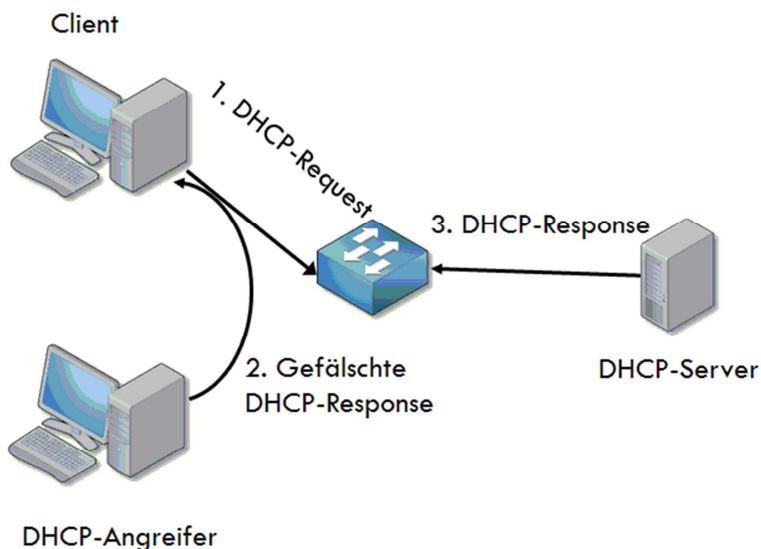 Client
1. DHCP-Request
3. DHCP-Response
DHCP-Server
2. Gefälschte
DHCP-Response
DHCP-Angreifer